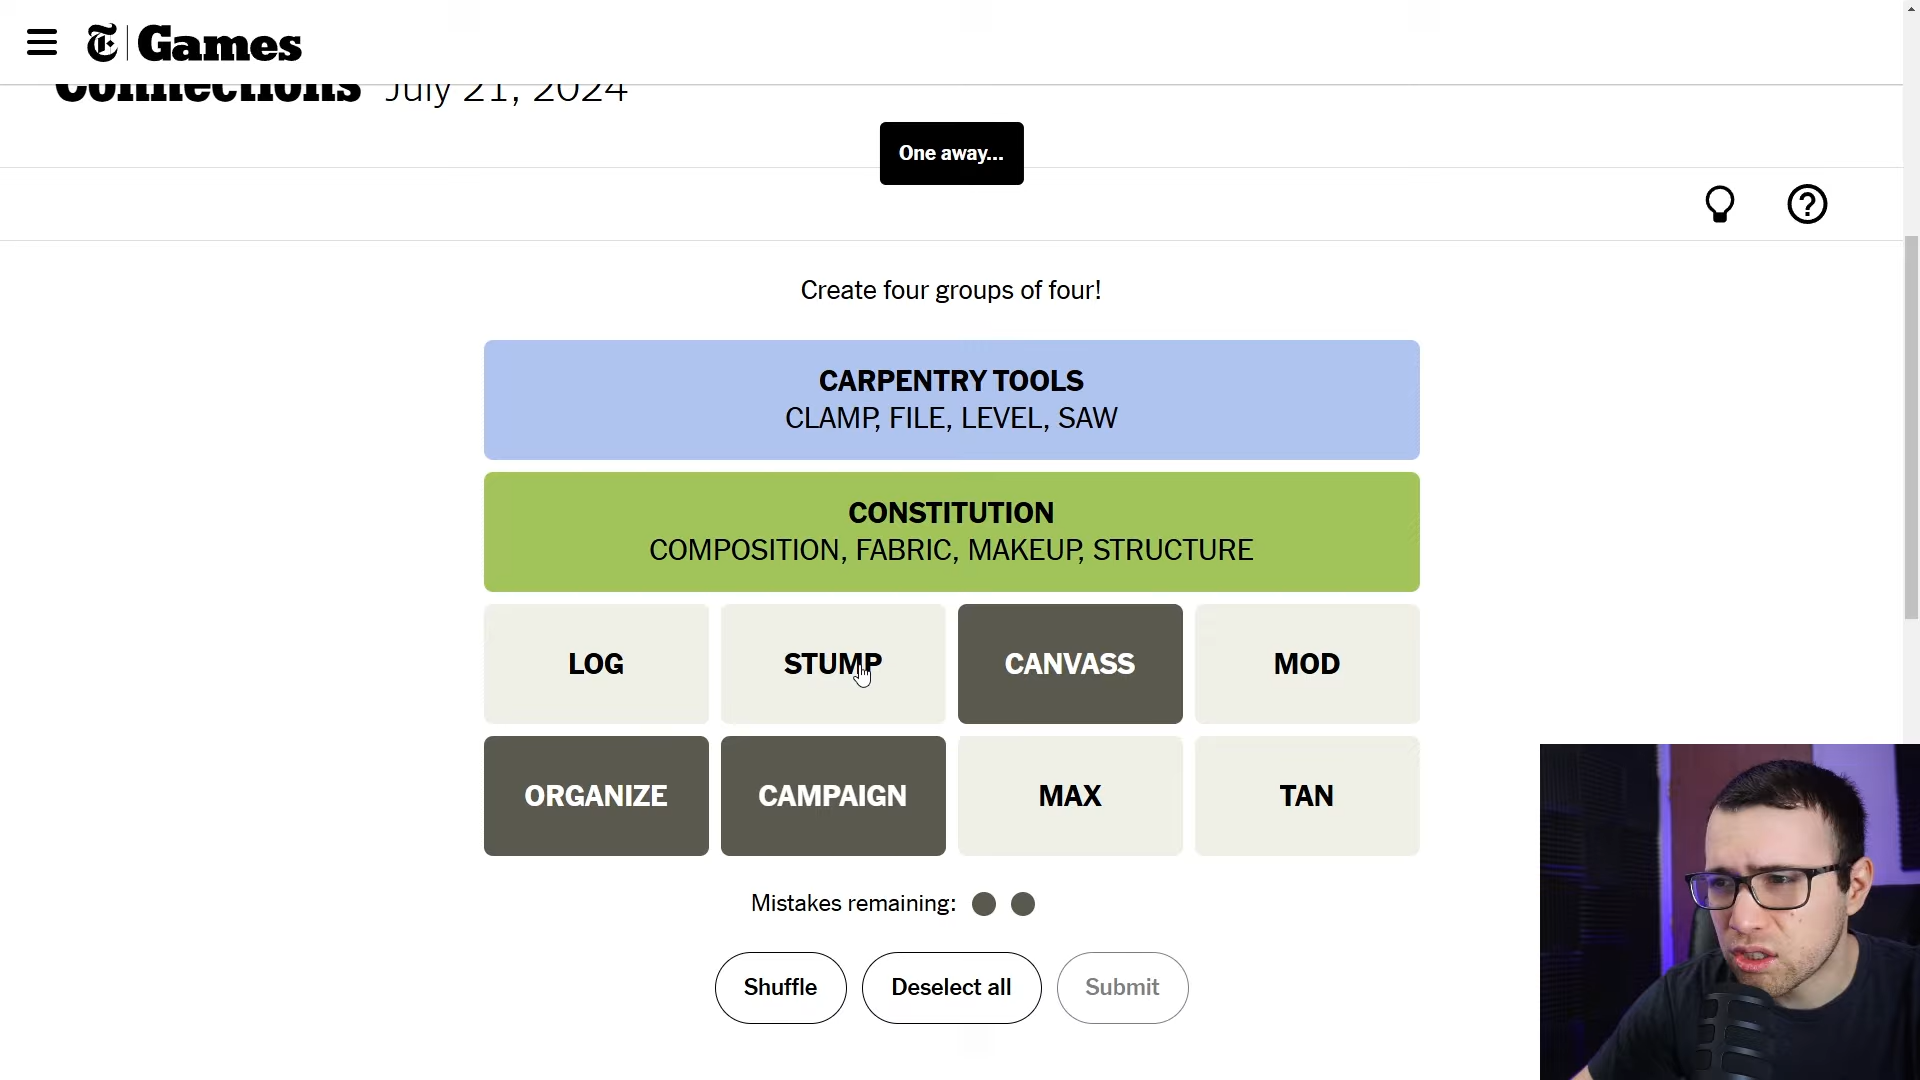 Games
Connections July 21, 2024
One away...
Create four groups of four!
CARPENTRY TOOLS
CLAMP, FILE, LEVEL, SAW
CONSTITUTION
COMPOSITION, FABRIC, MAKEUP, STRUCTURE
LOG STUMP CANVASS MOD
ORGANIZE CAMPAIGN MAX TAN
Mistakes remaining:
Shuffle Deselect all Submit